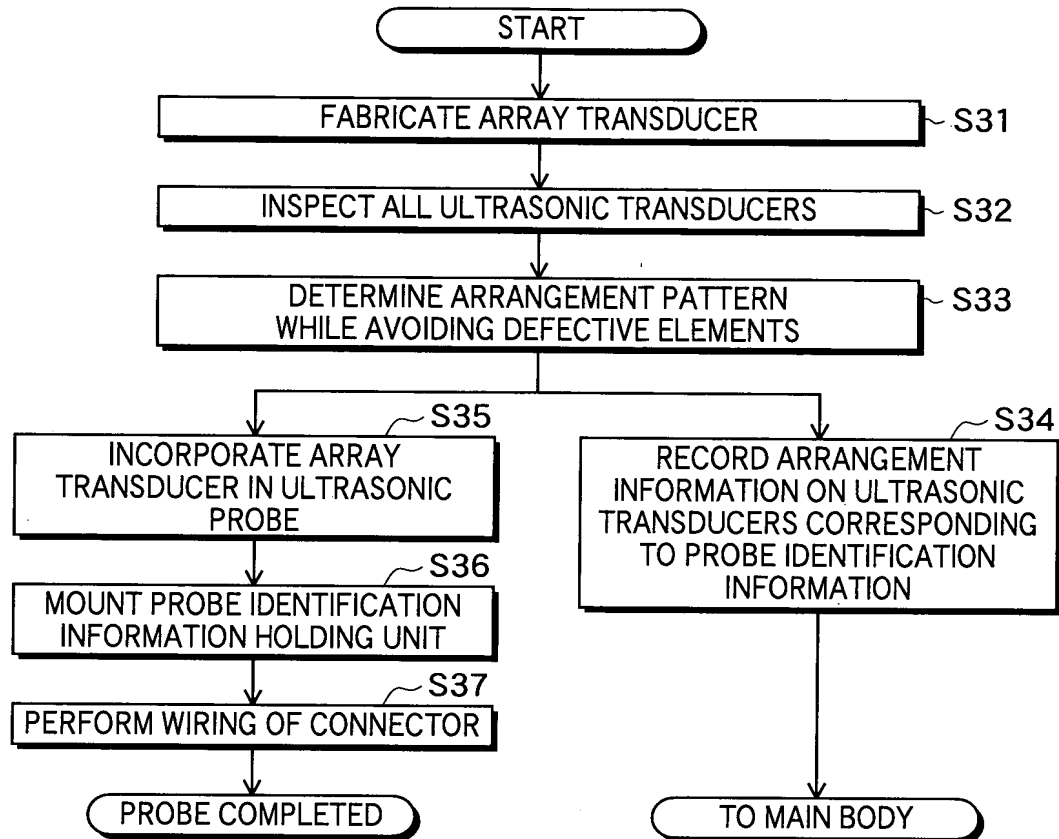 START
FABRICATE ARRAY TRANSDUCER
S31
INSPECT ALL ULTRASONIC TRANSDUCERS
S32
DETERMINE ARRANGEMENT PATTERN
WHILE AVOIDING DEFECTIVE ELEMENTS
S33
S35
INCORPORATE ARRAY
TRANSDUCER IN ULTRASONIC
PROBE
S36
MOUNT PROBE IDENTIFICATION
INFORMATION HOLDING UNIT
S37
PERFORM WIRING OF CONNECTOR
PROBE COMPLETED
S34
RECORD ARRANGEMENT
INFORMATION ON ULTRASONIC
TRANSDUCERS CORRESPONDING
TO PROBE IDENTIFICATION
INFORMATION
TO MAIN BODY